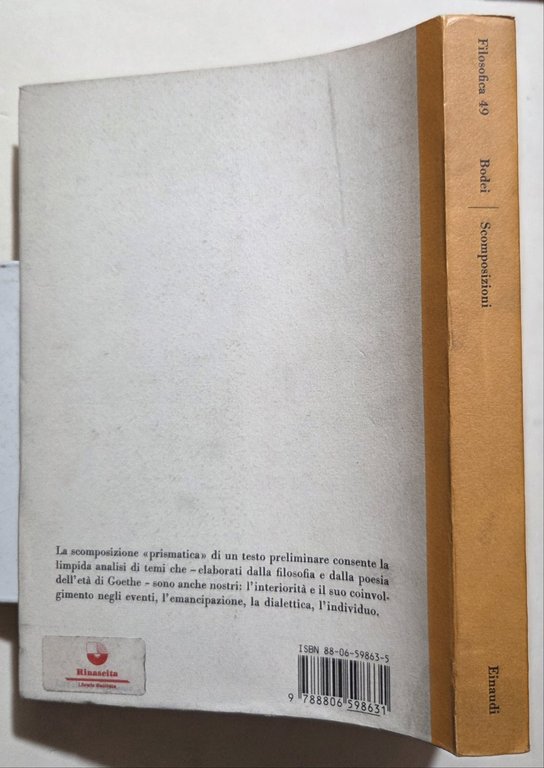 Filosofica 49
Bodei | Scomposizioni
Einaudi
La scomposizione «prismatica» di un testo preliminare consente la
limpida analisi di temi che – elaborati dalla filosofia e dalla poesia
dell'età di Goethe – sono anche nostri: l'interiorità e il suo coinvol-
gimento negli eventi, l'emancipazione, la dialettica, l'individuo.
ISBN 88-06-59863-5
9 788806 598631
Rinascita